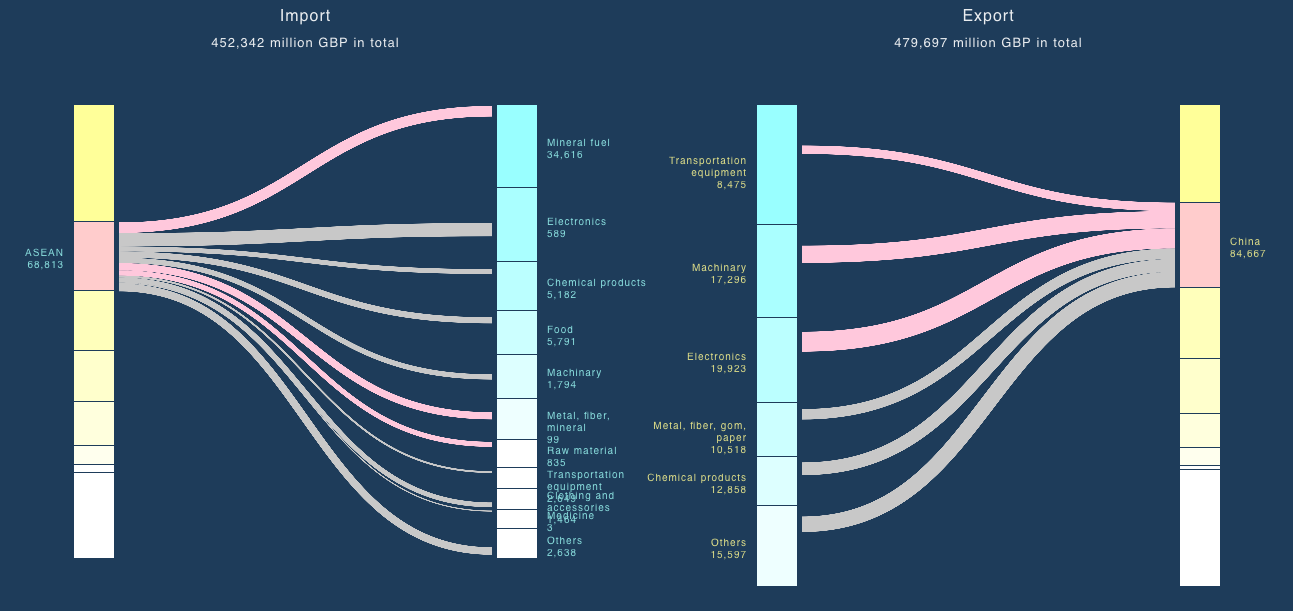 Import
452,342 million GBP in total
ASEAN
68,813
Mineral fuel
34,616
Electronics
589
Chemical products
5,182
Food
5,791
Machinary
1,794
Metal, fiber,
mineral
99
Raw material
835
Transportation
equipment
2,649
Clothing and
accessories
1,464
Medicine
3
Others
2,638
Export
479,697 million GBP in total
Transportation
equipment
8,475
Machinary
17,296
Electronics
19,923
Metal, fiber, gom,
paper
10,518
Chemical products
12,858
Others
15,597
China
84,667